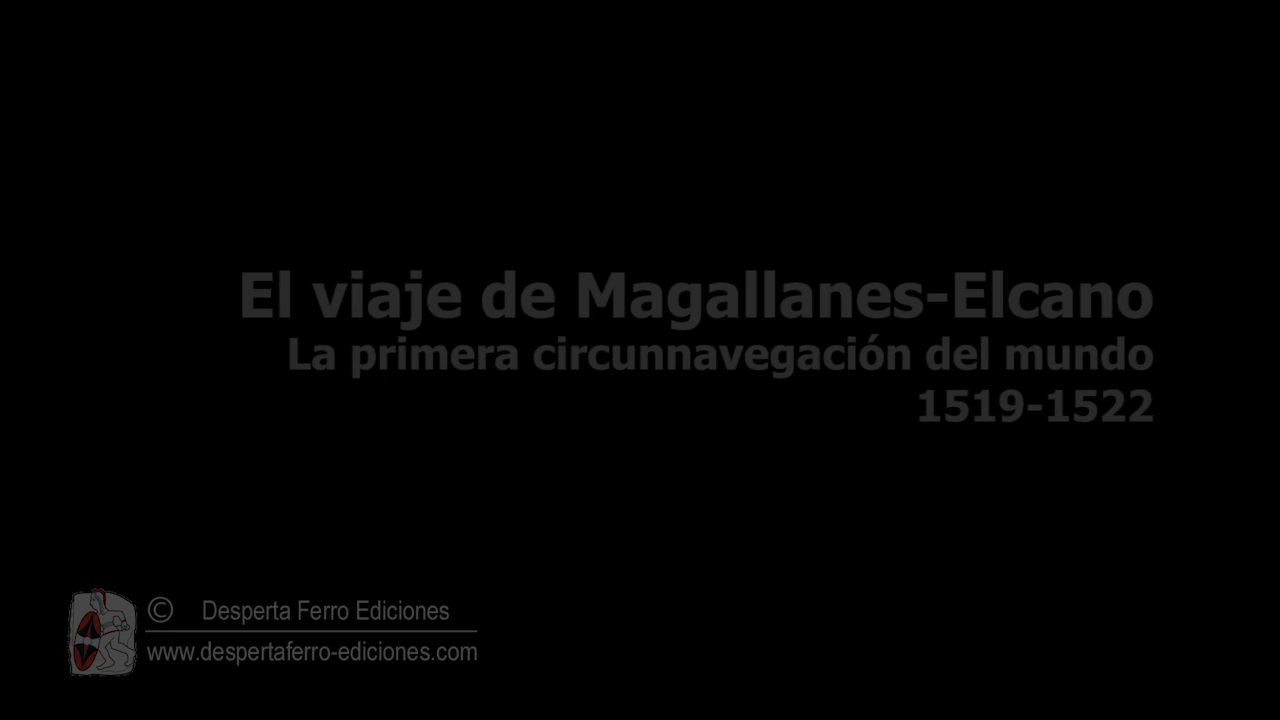 El viaje de Magallanes-Elcano
La primera circunnavegación del mundo
1519-1522
© Desperta Ferro Ediciones
www.despertaferro-ediciones.com